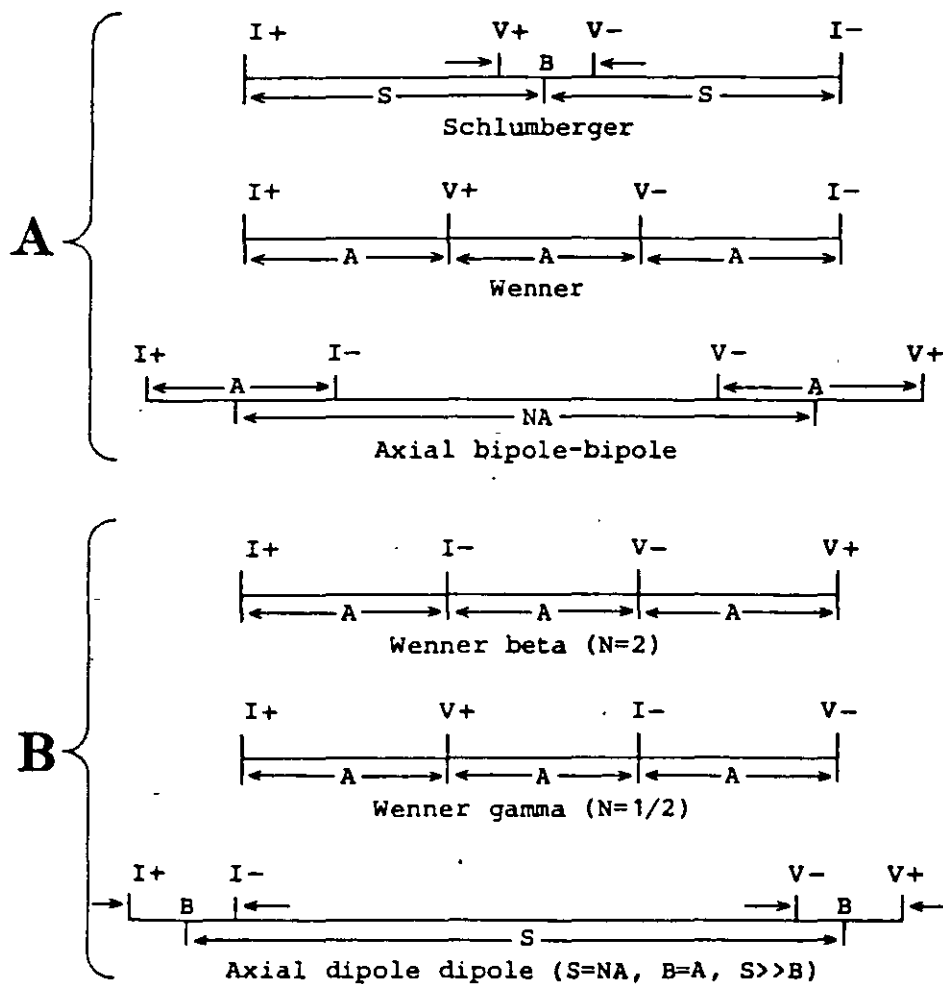 I+ V+ V- I-
B
S S
Schlumberger
I+ V+ V- I-
A
A A A
Wenner
I+ I- V- V+
A A
NA
Axial bipole-bipole
I+ I- V- V+
A A A
Wenner beta (N=2)
I+ V+ I- V-
B
A A A
Wenner gamma (N=1/2)
I+ I- V- V+
B B
S
Axial dipole dipole (S=NA, B=A, S>>B)